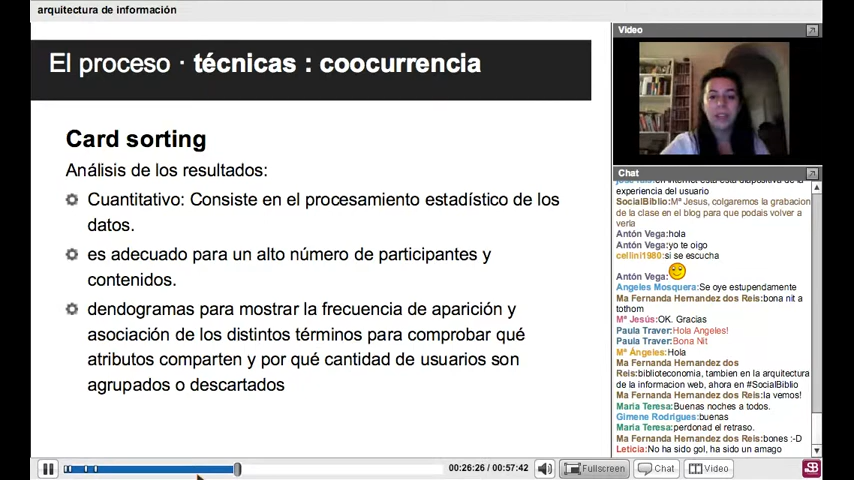 arquitectura de información
El proceso · técnicas : coocurrencia
Card sorting
Análisis de los resultados:
Cuantitativo: Consiste en el procesamiento estadístico de los
datos.
es adecuado para un alto número de participantes y
contenidos.
dendogramas para mostrar la frecuencia de aparición y
asociación de los distintos términos para comprobar qué
atributos comparten y por qué cantidad de usuarios son
agrupados o descartados
Video
Chat
experiencia del usuario
SocialBiblio:Mª Jesus, colgaremos la grabacion
de la clase en el blog para que podais volver a
verla
Antón Vega:hola
Antón Vega:yo te oigo
cellini1980:si se escucha
Antón Vega:
Angeles Mosquera:Se oye estupendamente
Ma Fernanda Hernandez dos Reis:bona nit a
tothom
Mª Jesús:OK. Gracias
Paula Traver:Hola Angeles!
Paula Traver:Bona Nit
Mª Ángeles:Hola
Ma Fernanda Hernandez dos
Reis:biblioteconomia, tambien en la arquitectura
de la informacion web, ahora en #SocialBiblio
Ma Fernanda Hernandez dos Reis:la vemos!
Maria Teresa:Buenas noches a todos.
Gimene Rodrigues:buenas
Maria Teresa:perdonad el retraso.
Ma Fernanda Hernandez dos Reis:bones :-D
Leticia:No ha sido gol, ha sido un amago
00:26:26 / 00:57:42
Fullscreen
Chat
Video
SB